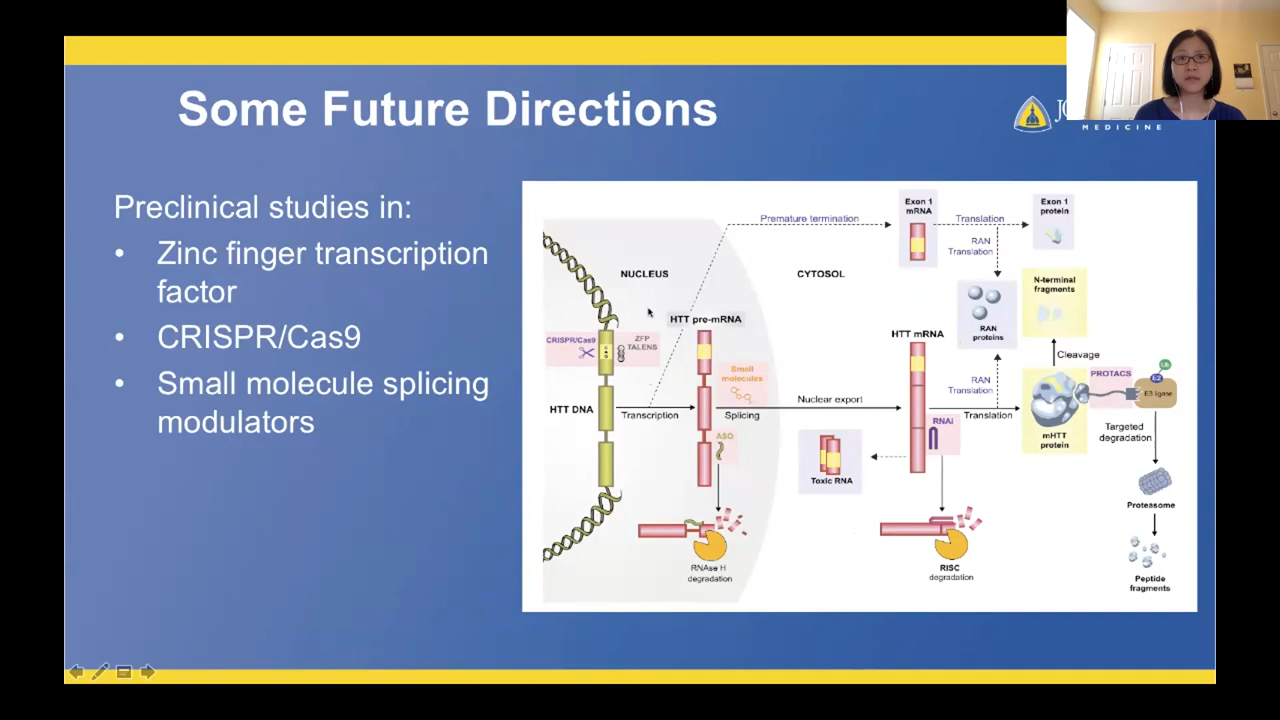 Some Future Directions
MEDICINE
Preclinical studies in:
• Zinc finger transcription
factor
• CRISPR/Cas9
• Small molecule splicing
modulators
Exon 1
mRNA
Exon 1
protein
Premature termination
Translation
RAN
Translation
NUCLEUS
CYTOSOL
N-terminal
fragments
HTT pre-mRNA
RAN
proteins
HTT mRNA
CRISPR/Cas9
ZFP
TALENS
Cleavage
Small
molecules
RAN
Translation
PROTACS
Ub
E2
E3 ligase
HTT DNA
Transcription
Splicing
Nuclear export
Translation
RNAi
mHTT
protein
Targeted
degradation
ASO
Toxic RNA
Proteasome
RNAse H
degradation
RISC
degradation
Peptide
fragments